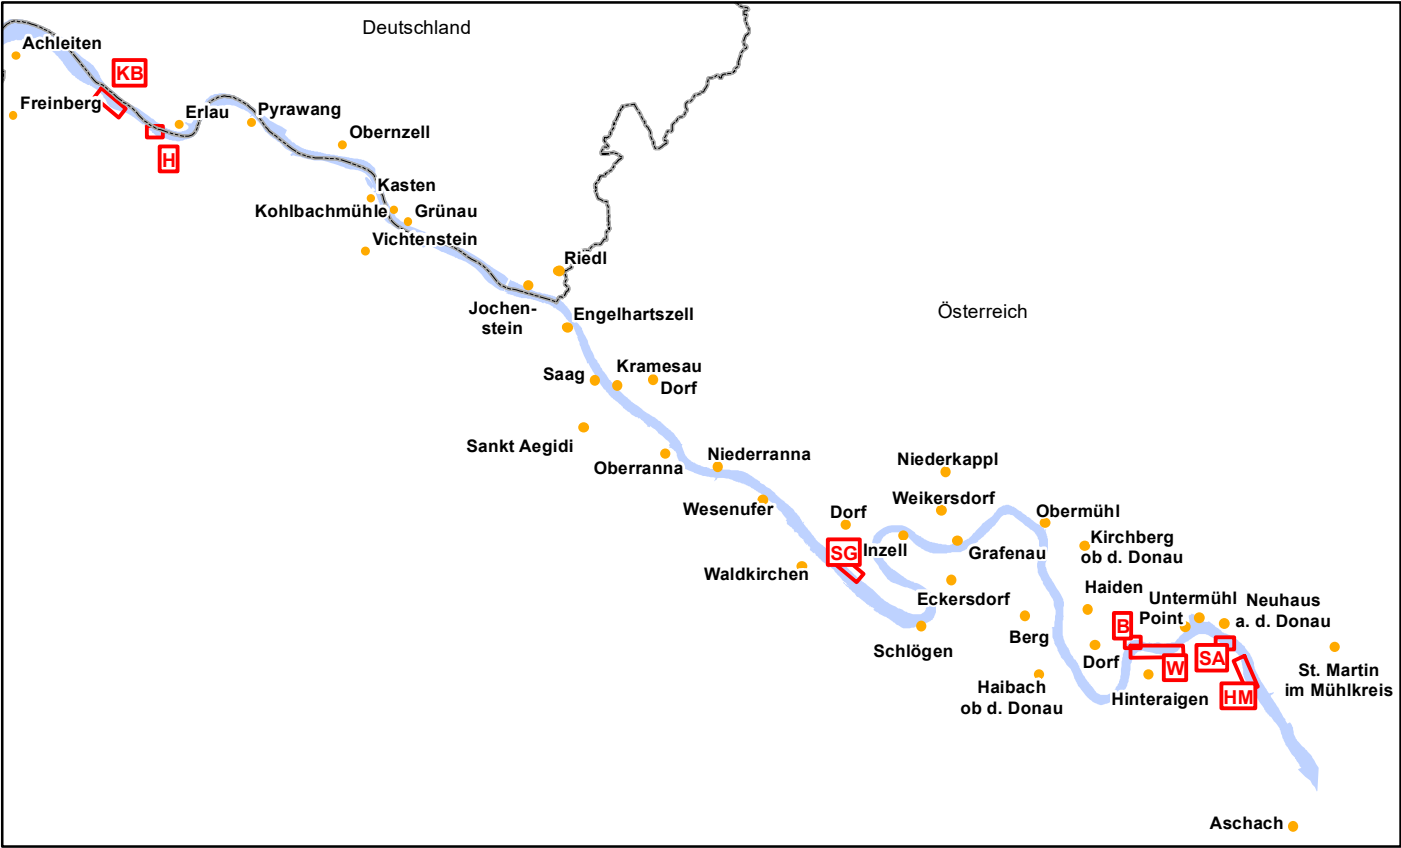 Deutschland
Achleiten
KB
Freinberg
Erlau
Pyrawang
Obernzell
H
Kasten
Kohlbachmühle
Grünau
Vichtenstein
Riedl
Jochen-
stein
Engelhartszell
Österreich
Saag
Kramesau
Dorf
Sankt Aegidi
Oberranna
Niederranna
Niederkappl
Wesenufer
Weikersdorf
Dorf
Obermühl
SG
Inzell
Grafenau
Kirchberg
ob d. Donau
Waldkirchen
Eckersdorf
Haiden
Untermühl
Neuhaus
a. d. Donau
Point
B
Berg
Schlögen
Dorf
W
SA
HM
St. Martin
im Mühlkreis
Haibach
ob d. Donau
Hinteraigen
Aschach